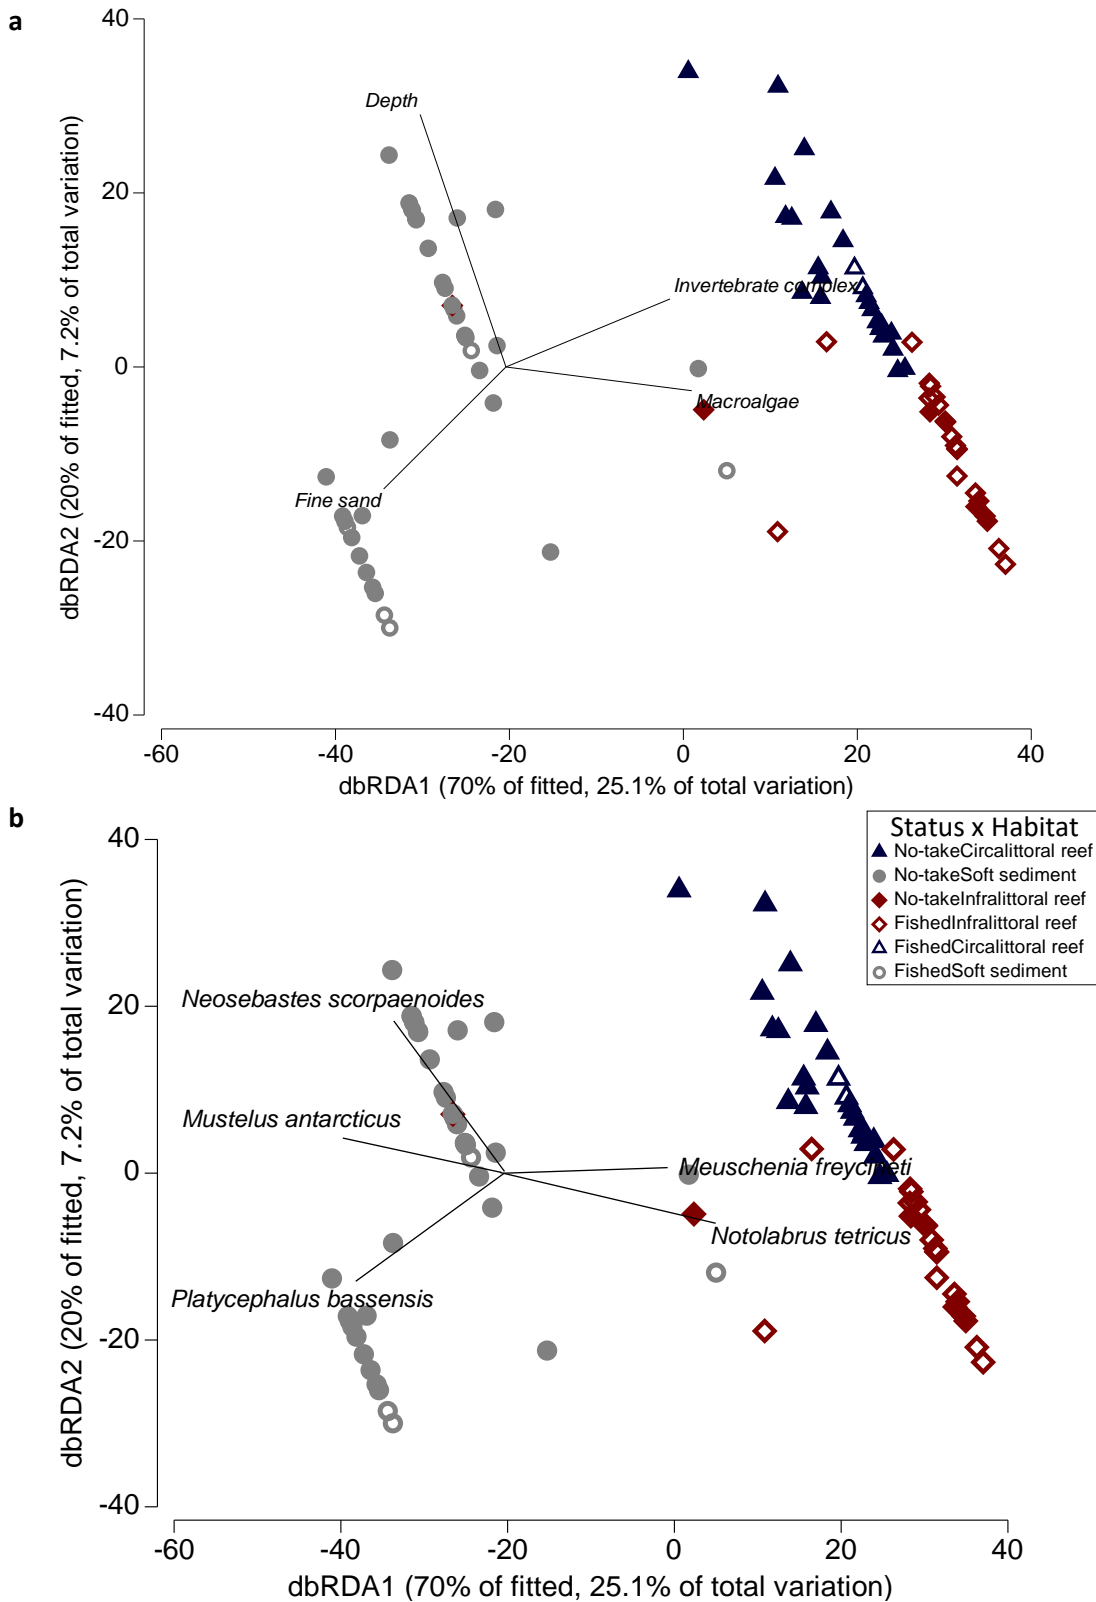 a
40
20
0
-20
-40
dbRDA2 (20% of fitted, 7.2% of total variation)
Depth
Invertebrate complex
Macroalgae
Fine sand
-60
-40
-20
0
20
40
dbRDA1 (70% of fitted, 25.1% of total variation)
b
Status x Habitat
No-takeCircalittoral reef
No-takeSoft sediment
No-takeInfralittoral reef
FishedInfralittoral reef
FishedCircalittoral reef
FishedSoft sediment
40
20
0
-20
-40
dbRDA2 (20% of fitted, 7.2% of total variation)
Neosebastes scorpaenoides
Mustelus antarcticus
Meuschenia freycineti
Notolabrus tetricus
Platycephalus bassensis
-60
-40
-20
0
20
40
dbRDA1 (70% of fitted, 25.1% of total variation)